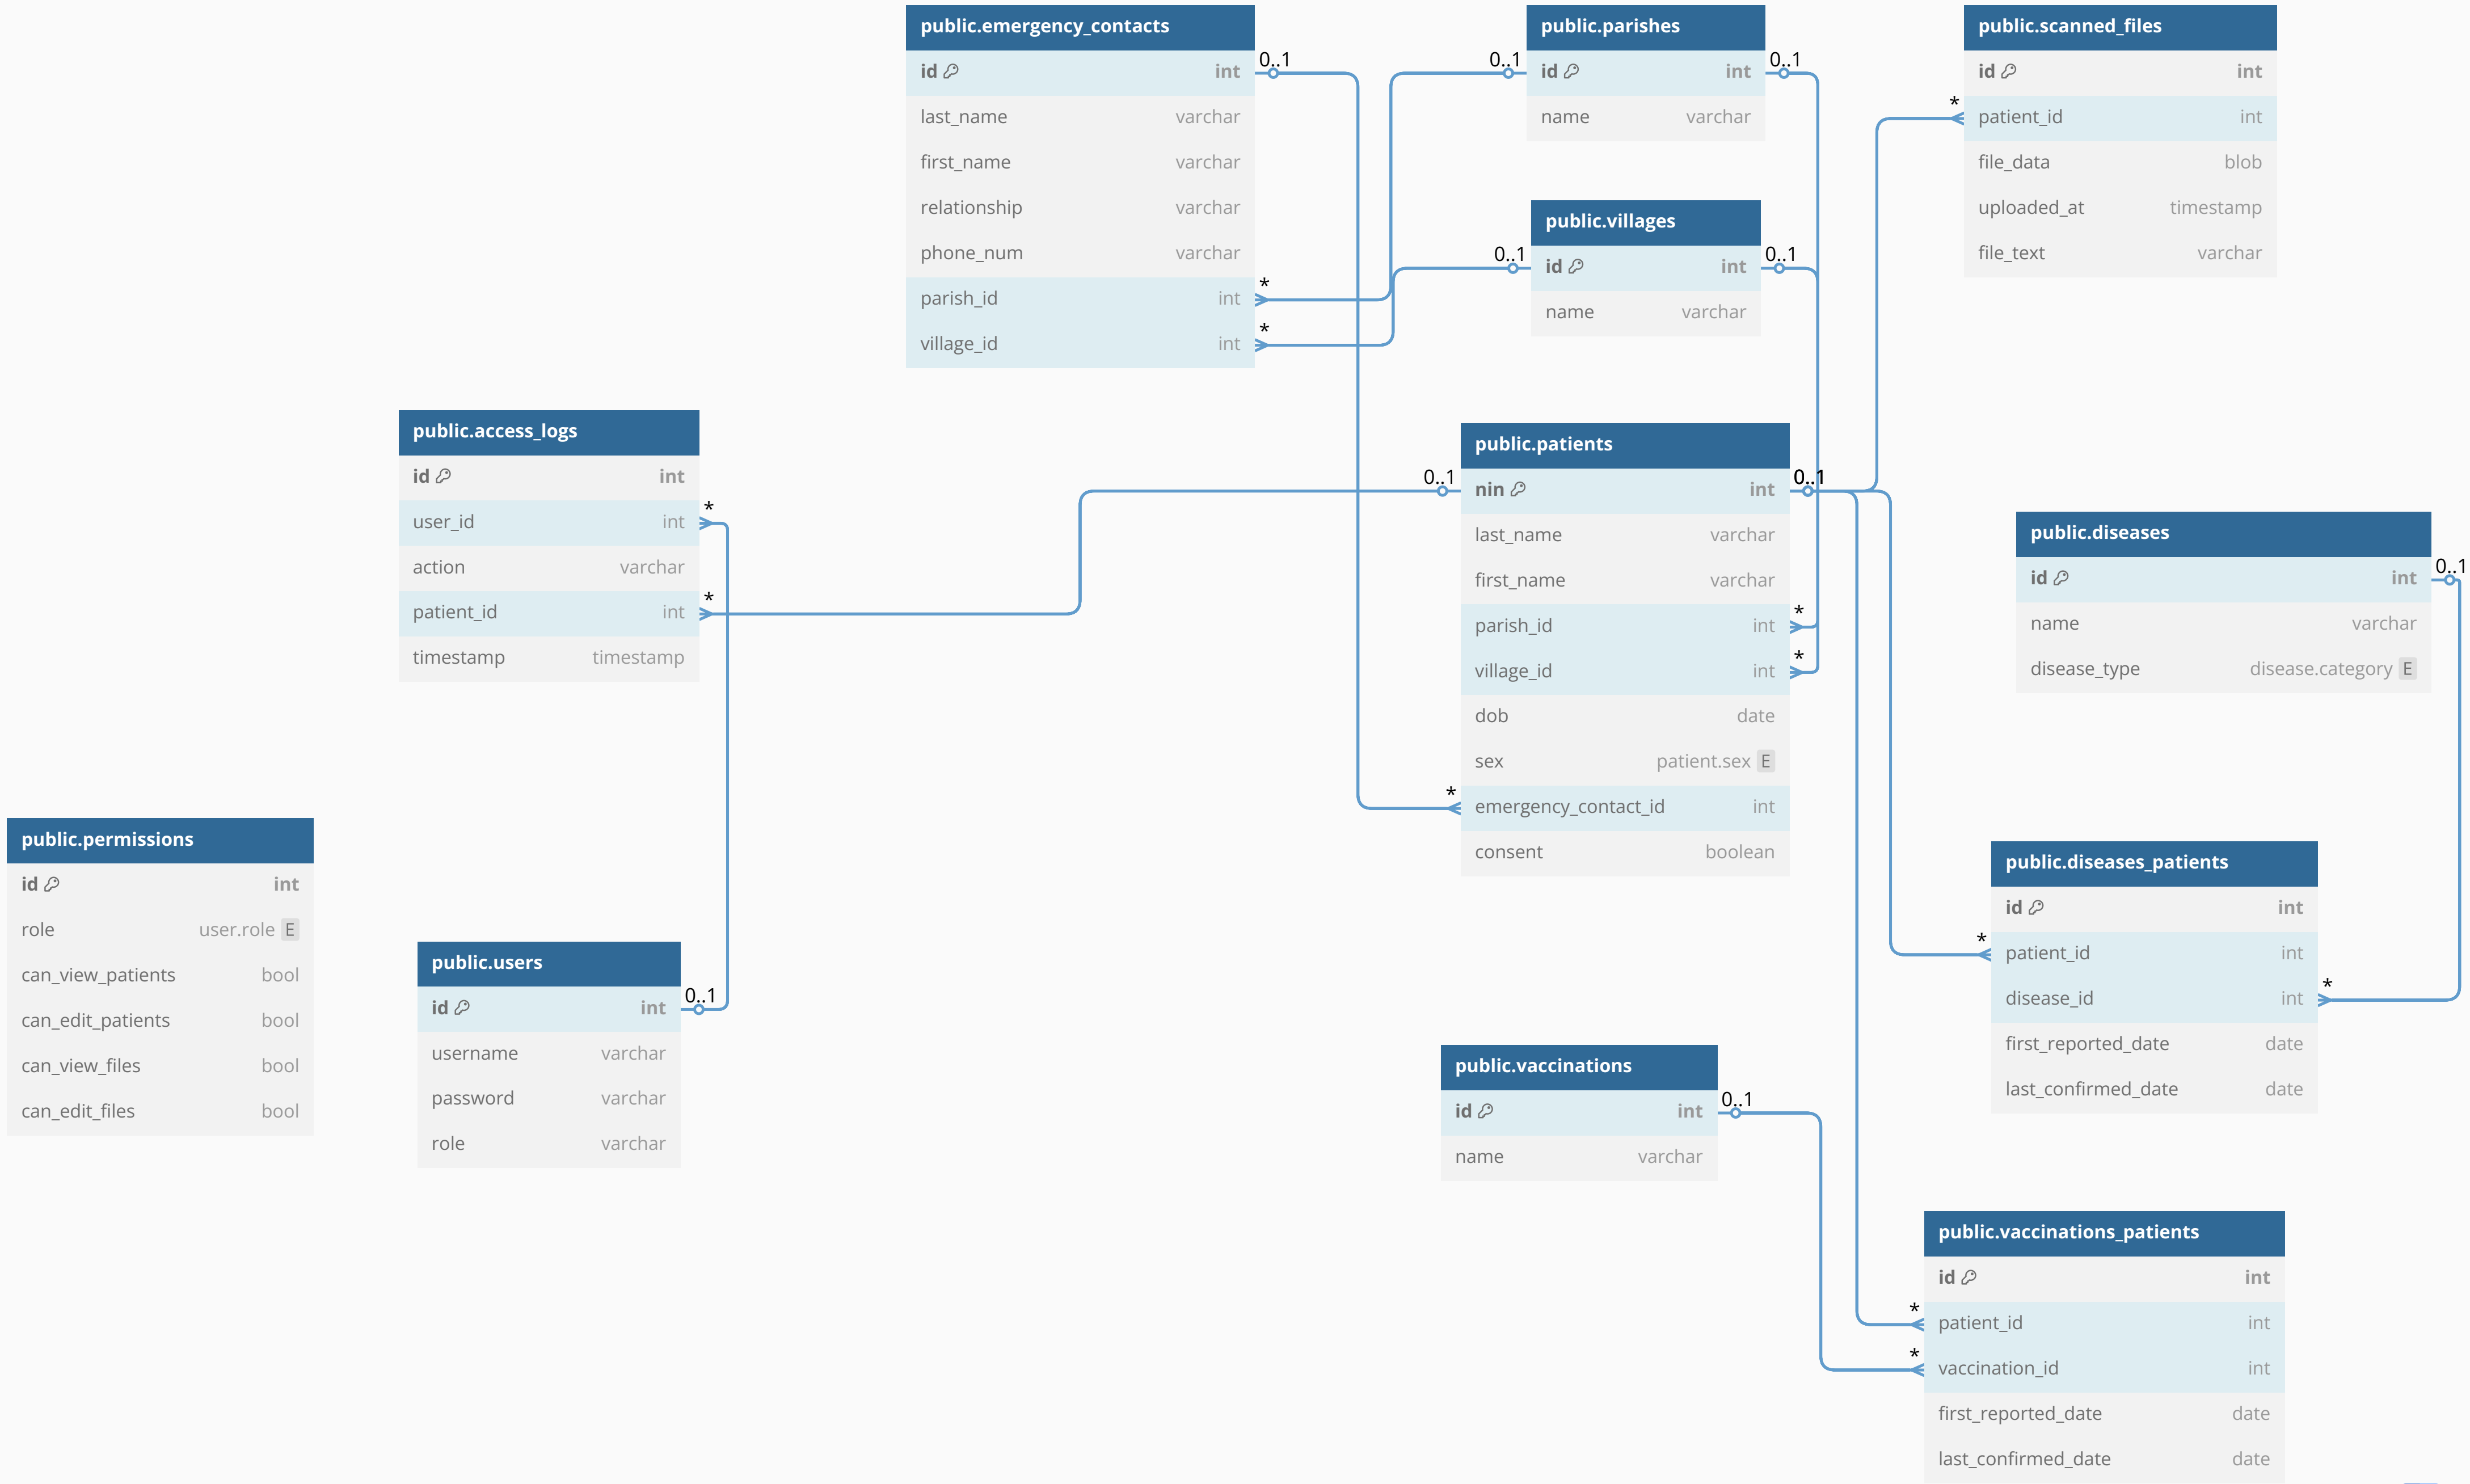 public.emergency_contacts
id int
last_name varchar
first_name varchar
relationship varchar
phone_num varchar
parish_id int
village_id int
0..1
*
*
public.parishes
id int
name varchar
0..1
0..1
public.villages
id int
name varchar
0..1
0..1
public.scanned_files
id int
patient_id int
file_data blob
uploaded_at timestamp
file_text varchar
*
public.access_logs
id int
user_id int
action varchar
patient_id int
timestamp timestamp
*
*
public.patients
nin int
last_name varchar
first_name varchar
parish_id int
village_id int
dob date
sex patient.sex E
emergency_contact_id int
consent boolean
0..1
0..1
*
*
*
public.diseases
id int
name varchar
disease_type disease.category E
0..1
public.permissions
id int
role user.role E
can_view_patients bool
can_edit_patients bool
can_view_files bool
can_edit_files bool
public.users
id int
username varchar
password varchar
role varchar
0..1
public.diseases_patients
id int
patient_id int
disease_id int
first_reported_date date
last_confirmed_date date
*
*
public.vaccinations
id int
name varchar
0..1
public.vaccinations_patients
id int
patient_id int
vaccination_id int
first_reported_date date
last_confirmed_date date
*
*